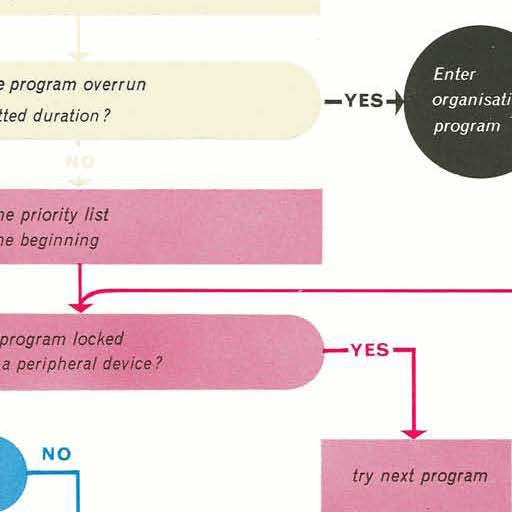 e program overrun
tted duration?
YES
Enter
organisati
program
NO
he priority list
he beginning
program locked
a peripheral device?
YES
NO
try next program